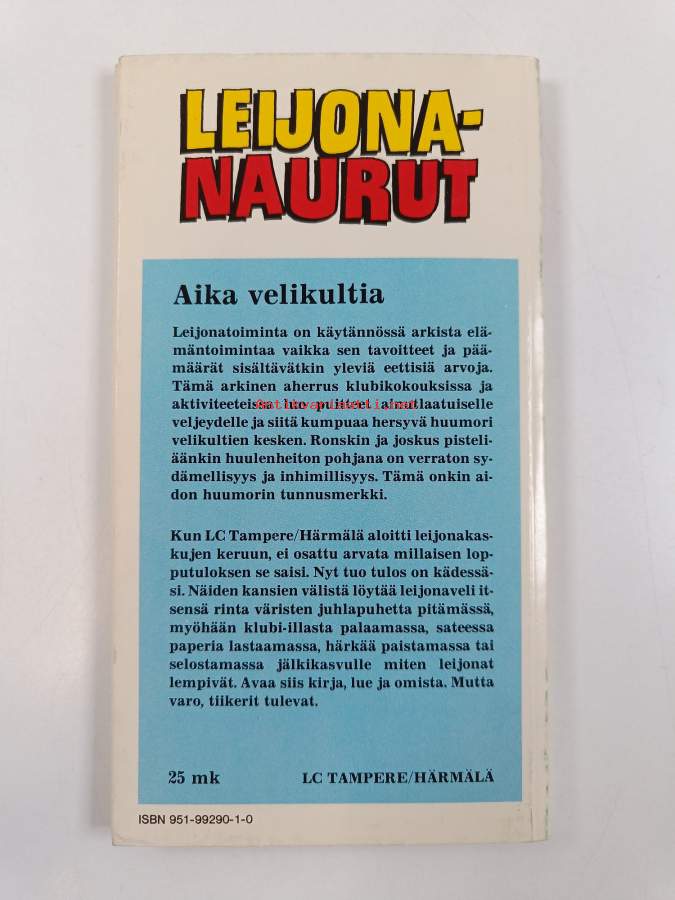 LEIJONA-
NAURUT
Aika velikultia
Leijonatoiminta on käytännössä arkista elä-
mäntoimintaa vaikka sen tavoitteet ja pää-
määrät sisältävätkin yleviä eettisiä arvoja.
Tämä arkinen aherrus klubikokouksissa ja
aktiviteeteissa luo puitteet ainutlaatuiselle
antikvariaatti.net
veljeydelle ja siitä kumpuaa hersyvä huumori
velikultien kesken. Ronskin ja joskus pisteli-
äänkin huulenheiton pohjana on verraton sy-
dämellisyys ja inhimillisyys. Tämä onkin ai-
don huumorin tunnusmerkki.
Kun LC Tampere/Härmälä aloitti leijonakas-
kujen keruun, ei osattu arvata millaisen lop-
putuloksen se saisi. Nyt tuo tulos on kädessä-
si. Näiden kansien välistä löytää leijonaveli it-
sensä rinta väristen juhlapuhetta pitämässä,
myöhään klubi-illasta palaamassa, sateessa
paperia lastaamassa, härkää paistamassa tai
selostamassa jälkikasvulle miten leijonat
lempivät. Avaa siis kirja, lue ja omista. Mutta
varo, tiikerit tulevat.
25 mk LC TAMPERE/HÄRMÄLÄ
ISBN 951-99290-1-0